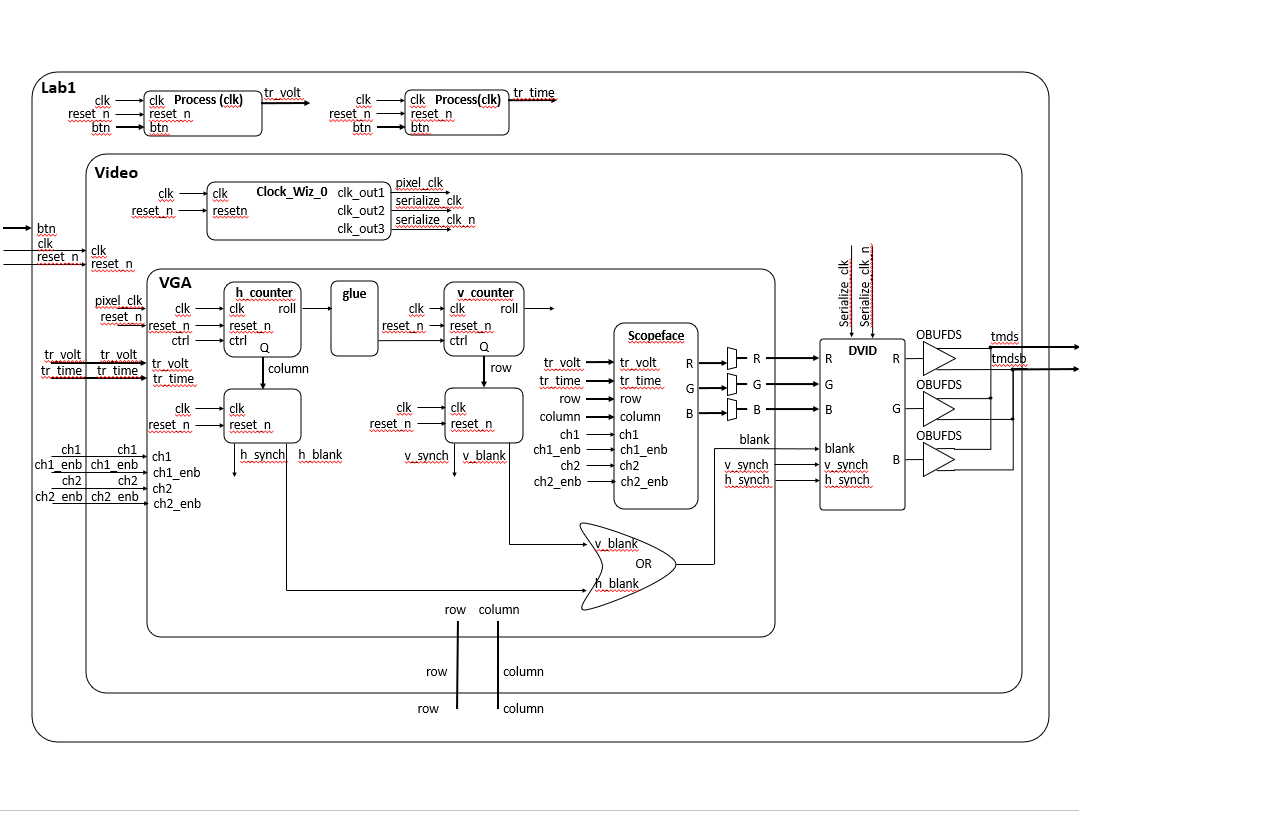 Lab1
clk
reset_n
btn
Process (clk)
clk
reset_n
btn
tr_volt
clk
reset_n
btn
Process(clk)
clk
reset_n
btn
tr_time
Video
clk
reset_n
Clock_Wiz_0
clk
resetn
clk_out1
clk_out2
clk_out3
pixel_clk
serialize_clk
serialize_clk_n
btn
clk
reset_n
clk
reset_n
VGA
pixel_clk
reset_n
tr_volt
tr_time
tr_volt
tr_time
tr_volt
tr_time
clk
reset_n
ctrl
h_counter
clk
reset_n
ctrl
roll
Q
column
glue
clk
reset_n
ctrl
v_counter
clk
reset_n
ctrl
roll
Q
row
clk
reset_n
clk
reset_n
h_synch
h_blank
clk
reset_n
clk
reset_n
v_synch
v_blank
ch1
ch1_enb
ch2
ch2_enb
ch1
ch1_enb
ch2
ch2_enb
ch1
ch1_enb
ch2
ch2_enb
tr_volt
tr_time
row
column
ch1
ch1_enb
ch2
ch2_enb
Scopeface
tr_volt
tr_time
row
column
ch1
ch1_enb
ch2
ch2_enb
R
G
B
R
G
B
blank
v_synch
h_synch
Serialize_clk
Serialize_clk_n
DVID
R
G
B
blank
v_synch
h_synch
R
G
B
OBUFDS
OBUFDS
OBUFDS
tmds
tmdsb
v_blank
OR
h_blank
row column
row column
row column